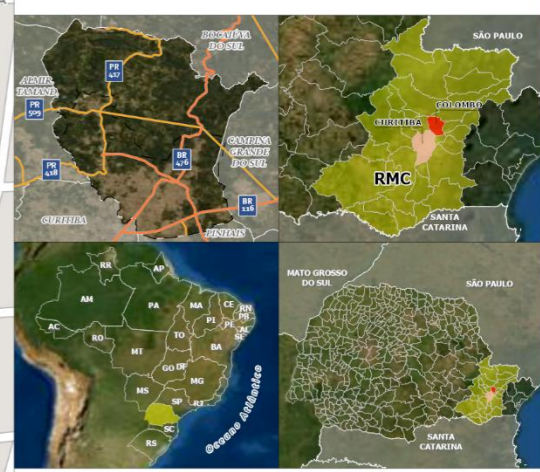 BOCAIÚVA
DO SUL
PR
417
ALMIR.
TAMAND.
PR
509
CAMPINA
GRANDE
DO SUL
BR
476
PR
418
BR
116
CURITIBA
PINHAIS
SÃO PAULO
COLOMBO
CURITIBA
RMC
SANTA
CATARINA
RR
AP
AM
PA
MA
CE
RN
PB
PI
PE
AL
SE
AC
RO
TO
BA
MT
GO
DF
MG
MS
SP
RJ
SC
RS
Oceano Atlântico
MATO GROSSO
DO SUL
SÃO PAULO
SANTA
CATARINA